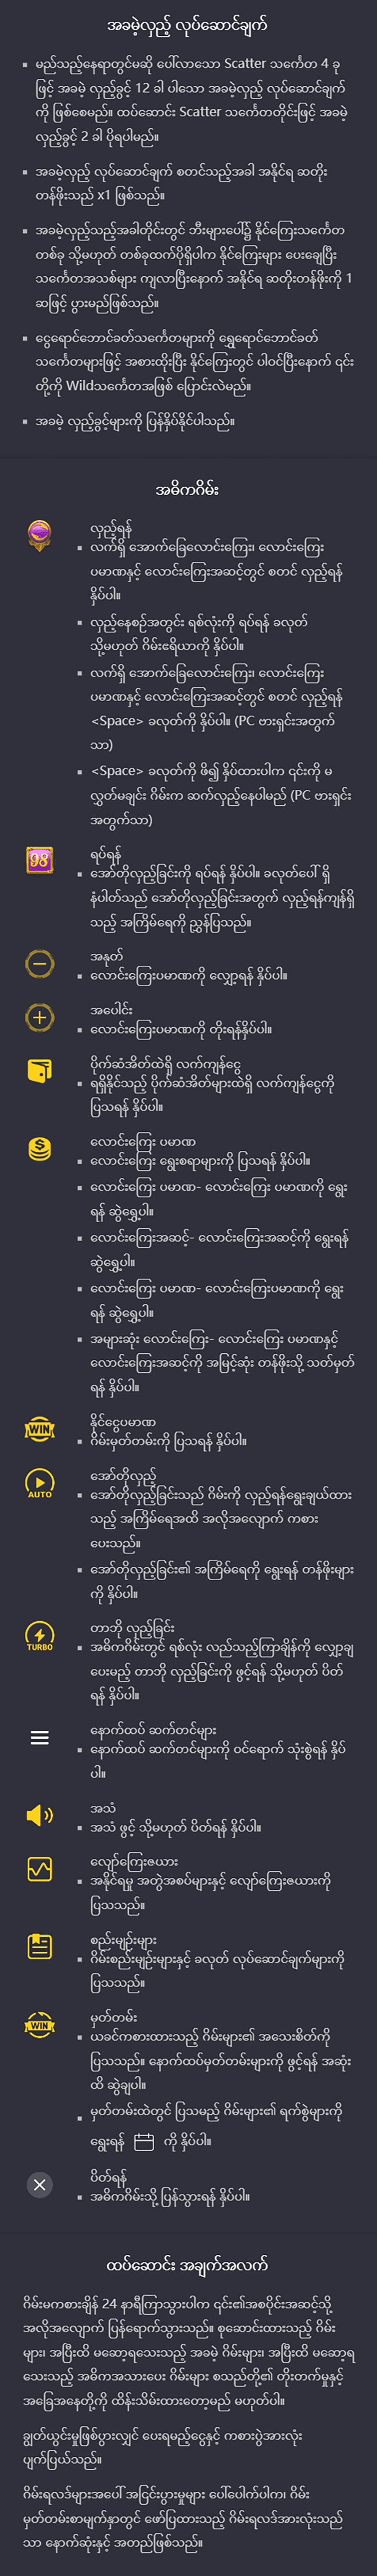 အခမဲ့လှည့် လုပ်ဆောင်ချက်
မည်သည့်နေရာတွင်မဆို ပေါ်လာသော Scatter သင်္ကေတ 4 ခု
ဖြင့် အခမဲ့ လှည့်ခွင့် 12 ခါ ပါသော အခမဲ့လှည့် လုပ်ဆောင်ချက်
ကို ဖြစ်စေမည်။ ထပ်ဆောင်း Scatter သင်္ကေတတိုင်းဖြင့် အခမဲ့
လှည့်ခွင့် 2 ခါ ပိုရပါမည်။
အခမဲ့လှည့် လုပ်ဆောင်ချက် စတင်သည့်အခါ အနိုင်ရ ဆတိုး
တန်ဖိုးသည် x1 ဖြစ်သည်။
အခမဲ့လှည့်သည့်အခါတိုင်းတွင် ဘီးများပေါ်၌ နိုင်ကြေးသင်္ကေတ
တစ်ခု သို့မဟုတ် တစ်ခုထက်ပိုရှိပါက နိုင်ကြေးများ ပေးချေပြီး
သင်္ကေတအသစ်များ ကျလာပြီးနောက် အနိုင်ရ ဆတိုးတန်ဖိုးကို 1
ဆဖြင့် ပွားမည်ဖြစ်သည်။
ငွေရောင်ဘောင်ခတ်သင်္ကေတများကို ရွှေရောင်ဘောင်ခတ်
သင်္ကေတများဖြင့် အစားထိုးပြီး နိုင်ကြေးတွင် ပါဝင်ပြီးနောက် ၎င်း
တို့ကို Wildသင်္ကေတအဖြစ် ပြောင်းလဲမည်။
အခမဲ့ လှည့်ခွင့်များကို ပြန်နှိပ်နိုင်ပါသည်။
အဓိကဂိမ်း
လှည့်ရန်
လက်ရှိ အောက်ခြေလောင်းကြေး၊ လောင်းကြေး
ပမာဏနှင့် လောင်းကြေးအဆင့်တွင် စတင် လှည့်ရန်
နှိပ်ပါ။
လှည့်နေစဉ်အတွင်း ရစ်လုံးကို ရပ်ရန် ခလုတ်
သို့မဟုတ် ဂိမ်းဧရိယာကို နှိပ်ပါ။
လက်ရှိ အောက်ခြေလောင်းကြေး၊ လောင်းကြေး
ပမာဏနှင့် လောင်းကြေးအဆင့်တွင် စတင် လှည့်ရန်
<Space> ခလုတ်ကို နှိပ်ပါ။ (PC ဗားရှင်းအတွက်
သာ)
<Space> ခလုတ်ကို ဖိ၍ နှိပ်ထားပါက ၎င်းကို မ
လွှတ်မချင်း ဂိမ်းက ဆက်လှည့်နေပါမည် (PC ဗားရှင်း
အတွက်သာ)
98
ရပ်ရန်
အော်တိုလှည့်ခြင်းကို ရပ်ရန် နှိပ်ပါ။ ခလုတ်ပေါ် ရှိ
နံပါတ်သည် အော်တိုလှည့်ခြင်းအတွက် လှည့်ရန်ကျန်ရှိ
သည့် အကြိမ်ရေကို ညွှန်ပြသည်။
အနုတ်
လောင်းကြေးပမာဏကို လျှော့ရန် နှိပ်ပါ။
အပေါင်း
လောင်းကြေးပမာဏကို တိုးရန်နှိပ်ပါ။
ပိုက်ဆံအိတ်ထဲရှိ လက်ကျန်ငွေ
ရရှိနိုင်သည့် ပိုက်ဆံအိတ်များထဲရှိ လက်ကျန်ငွေကို
ပြသရန် နှိပ်ပါ။
လောင်းကြေး ပမာဏ
လောင်းကြေး ရွေးစရာများကို ပြသရန် နှိပ်ပါ။
လောင်းကြေး ပမာဏ- လောင်းကြေး ပမာဏကို ရွေး
ရန် ဆွဲရွှေ့ပါ။
လောင်းကြေးအဆင့်- လောင်းကြေးအဆင့်ကို ရွေးရန်
ဆွဲရွှေ့ပါ။
လောင်းကြေး ပမာဏ- လောင်းကြေးပမာဏကို ရွေး
ရန် ဆွဲရွှေ့ပါ။
အများဆုံး လောင်းကြေး- လောင်းကြေး ပမာဏနှင့်
လောင်းကြေးအဆင့်ကို အမြင့်ဆုံး တန်ဖိုးသို့ သတ်မှတ်
ရန် နှိပ်ပါ။
WIN
နိုင်ငွေပမာဏ
ဂိမ်းမှတ်တမ်းကို ပြသရန် နှိပ်ပါ။
AUTO
အော်တိုလှည့်
အော်တိုလှည့်ခြင်းသည် ဂိမ်းကို လှည့်ရန်ရွေးချယ်ထား
သည့် အကြိမ်ရေအထိ အလိုအလျောက် ကစား
ပေးသည်။
အော်တိုလှည့်ခြင်း၏ အကြိမ်ရေကို ရွေးရန် တန်ဖိုးများ
ကို နှိပ်ပါ။
TURBO
တာဘို လှည့်ခြင်း
အဓိကဂိမ်းတွင် ရစ်လုံး လည်သည့်ကြာချိန်ကို လျှော့ချ
ပေးမည့် တာဘို လှည့်ခြင်းကို ဖွင့်ရန် သို့မဟုတ် ပိတ်
ရန် နှိပ်ပါ။
နောက်ထပ် ဆက်တင်များ
နောက်ထပ် ဆက်တင်များကို ဝင်ရောက် သုံးစွဲရန် နှိပ်
ပါ။
အသံ
အသံ ဖွင့် သို့မဟုတ် ပိတ်ရန် နှိပ်ပါ။
လျော်ကြေးဇယား
အနိုင်ရမှု အတွဲအစပ်များနှင့် လျော်ကြေးဇယားကို
ပြသသည်။
စည်းမျဉ်းများ
ဂိမ်းစည်းမျဉ်းများနှင့် ခလုတ် လုပ်ဆောင်ချက်များကို
ပြသသည်။
WIN
မှတ်တမ်း
ယခင်ကစားထားသည့် ဂိမ်းများ၏ အသေးစိတ်ကို
ပြသသည်။ နောက်ထပ်မှတ်တမ်းများကို ဖွင့်ရန် အဆုံး
ထိ ဆွဲချပါ။
မှတ်တမ်းထဲတွင် ပြသမည့် ဂိမ်းများ၏ ရက်စွဲများကို
ရွေးရန် ကို နှိပ်ပါ။
ပိတ်ရန်
အဓိကဂိမ်းသို့ ပြန်သွားရန် နှိပ်ပါ။
ထပ်ဆောင်း အချက်အလက်
ဂိမ်းမကစားချိန် 24 နာရီကြာသွားပါက ၎င်း၏အစပိုင်းအဆင့်သို့
အလိုအလျောက် ပြန်ရောက်သွားသည်။ စုဆောင်းထားသည့် ဂိမ်း
များ၊ အပြီးထိ မဆော့ရသေးသည့် အခမဲ့ ဂိမ်းများ၊ အပြီးထိ မဆော့ရ
သေးသည့် အဓိကအသားပေး ဂိမ်းများ စသည်တို့၏ တိုးတက်မှုနှင့်
အခြေအနေတို့ကို ထိန်းသိမ်းထားတော့မည် မဟုတ်ပါ။
ချွတ်ယွင်းမှုဖြစ်ပွားလျှင် ပေးရမည့်ငွေနှင့် ကစားပွဲအားလုံး
ပျက်ပြယ်သည်။
ဂိမ်းရလဒ်များအပေါ် အငြင်းပွားမှုများ ပေါ်ပေါက်ပါက၊ ဂိမ်း
မှတ်တမ်းစာမျက်နှာတွင် ဖော်ပြထားသည့် ဂိမ်းရလဒ်အားလုံးသည်
သာ နောက်ဆုံးနှင့် အတည်ဖြစ်သည်။